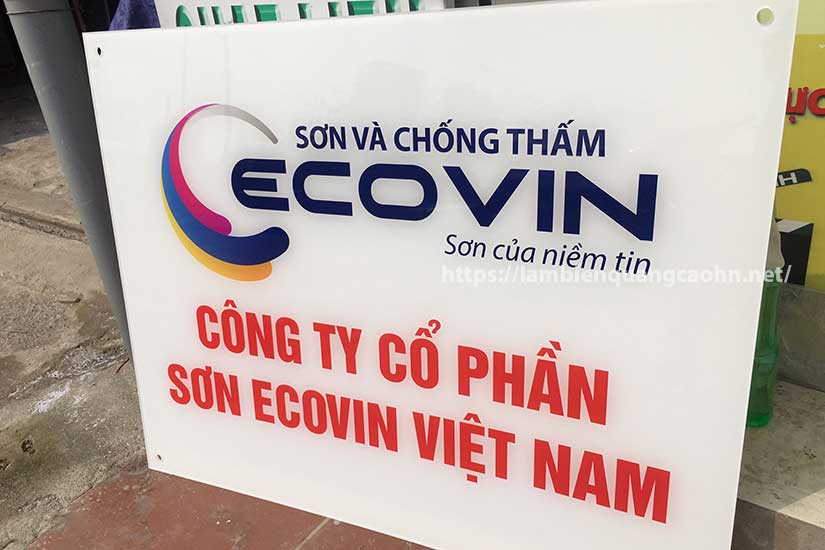 SƠN VÀ CHỐNG THẤM
ECOVIN
Sơn của niềm tin
https://lambienquangcaohn.net/
CÔNG TY CỔ PHẦN
SƠN ECOVIN VIỆT NAM